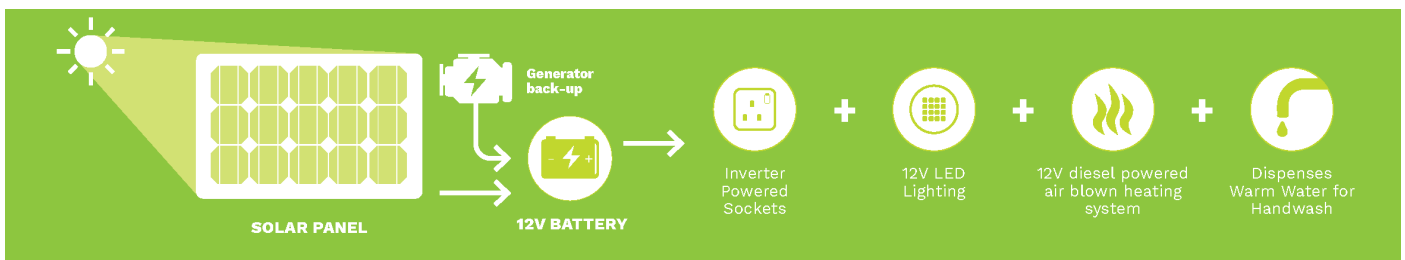 Generator
back-up
SOLAR PANEL
12V BATTERY
Inverter
Powered
Sockets
12V LED
Lighting
12V diesel powered
air blown heating
system
Dispenses
Warm Water for
Handwash